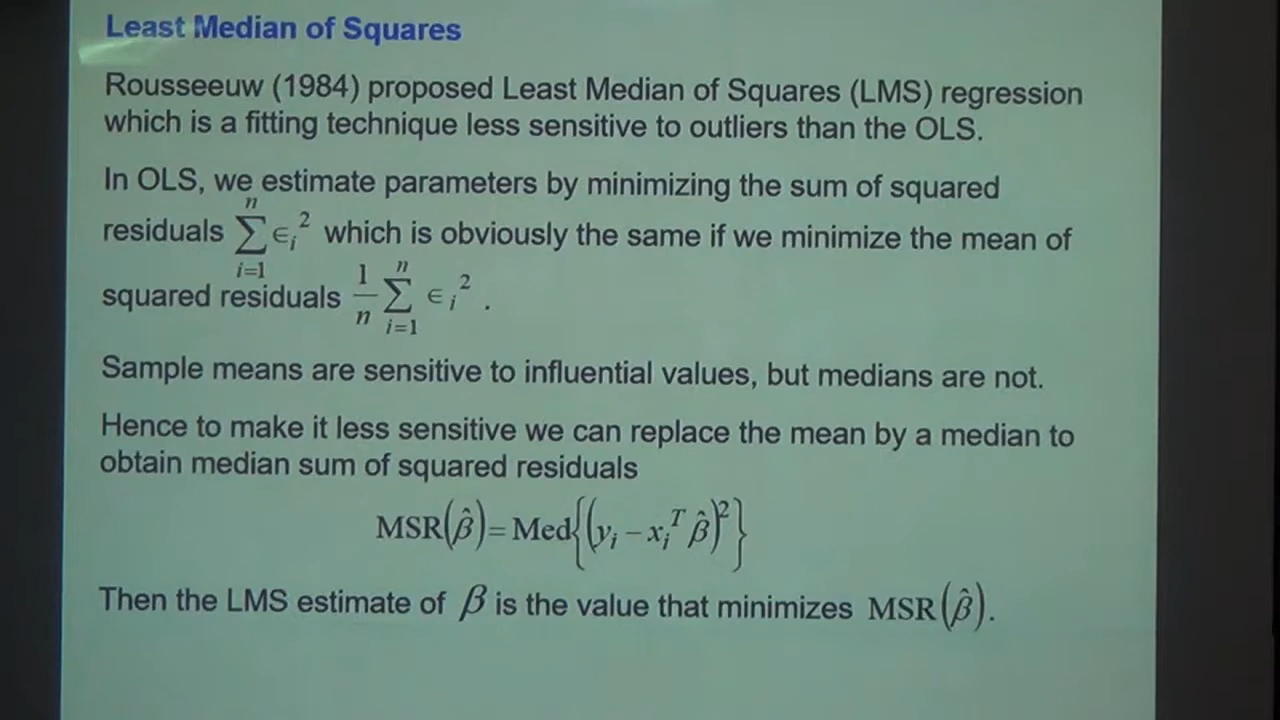 Least Median of Squares
Rousseeuw (1984) proposed Least Median of Squares (LMS) regression
which is a fitting technique less sensitive to outliers than the OLS.
In OLS, we estimate parameters by minimizing the sum of squared
residuals \sum_{i=1}^{n} \in_i^2 which is obviously the same if we minimize the mean of
squared residuals \frac{1}{n} \sum_{i=1}^{n} \in_i^2 .
Sample means are sensitive to influential values, but medians are not.
Hence to make it less sensitive we can replace the mean by a median to
obtain median sum of squared residuals
MSR(β̂) = Med{(y_i − x_i^T β̂)^2}
Then the LMS estimate of β is the value that minimizes MSR(β̂).